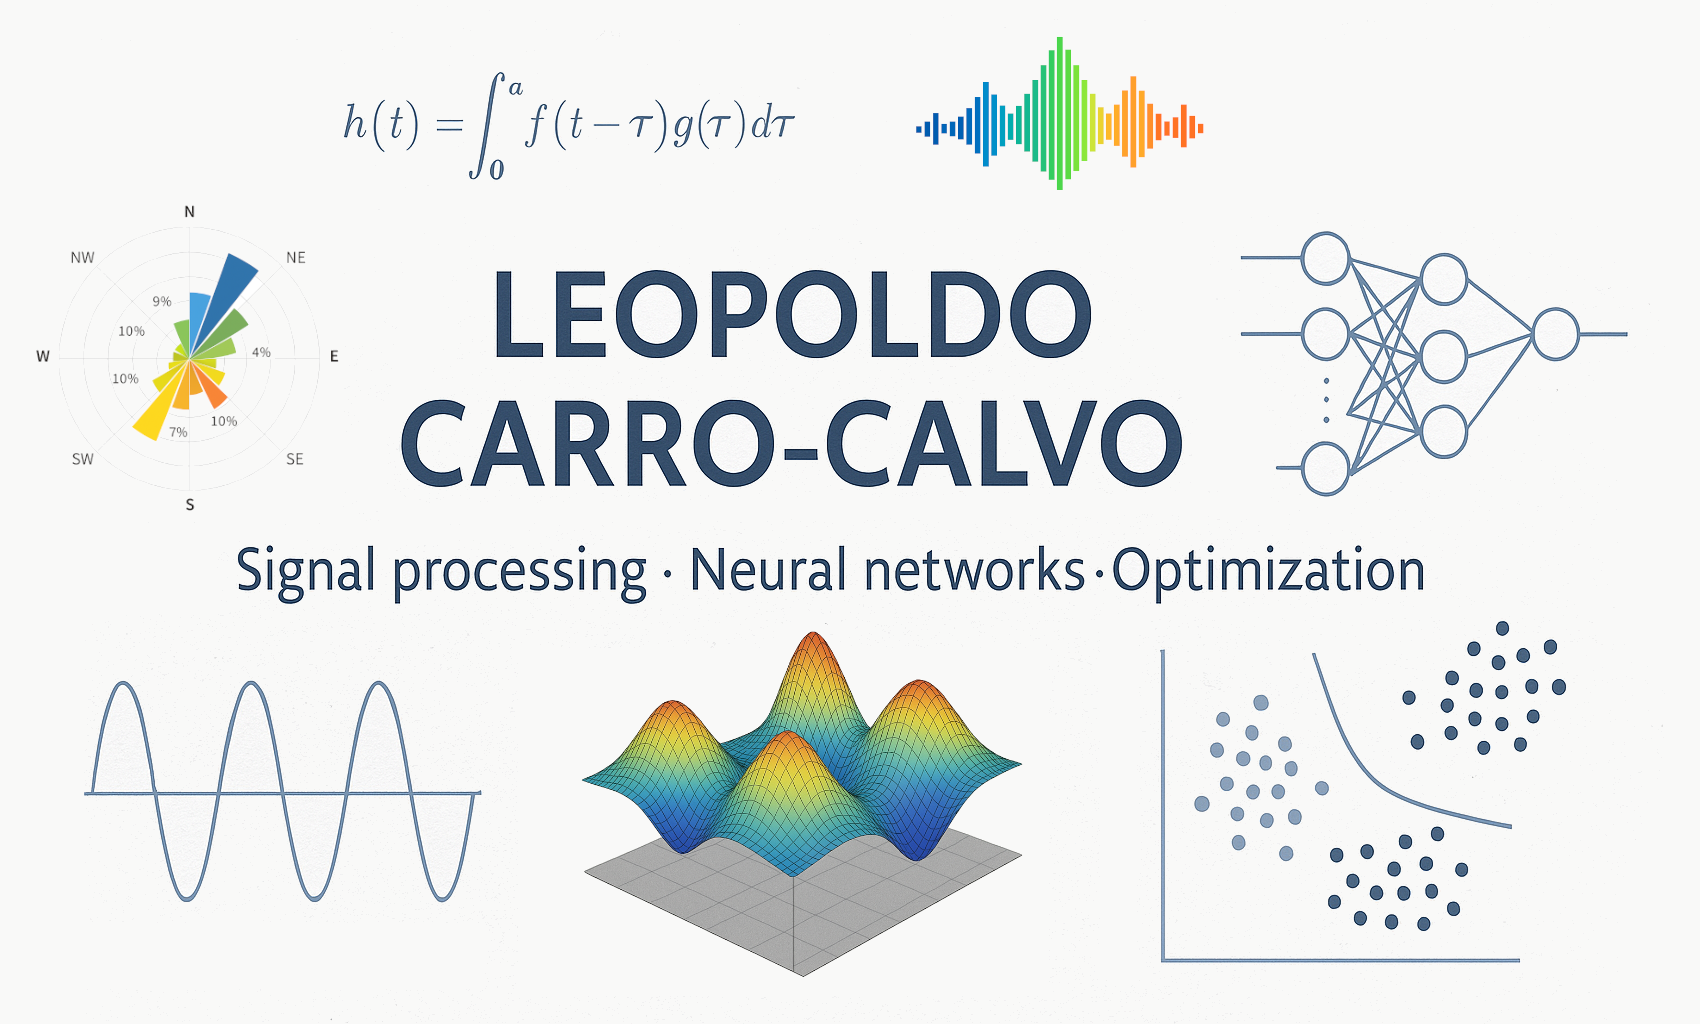 h(t) = ∫₀ᵃ f(t − τ)g(τ)dτ
N
NW NE
9%
10%
4%
W E
10%
10%
7%
SW SE
S
LEOPOLDO
CARRO-CALVO
Signal processing · Neural networks · Optimization